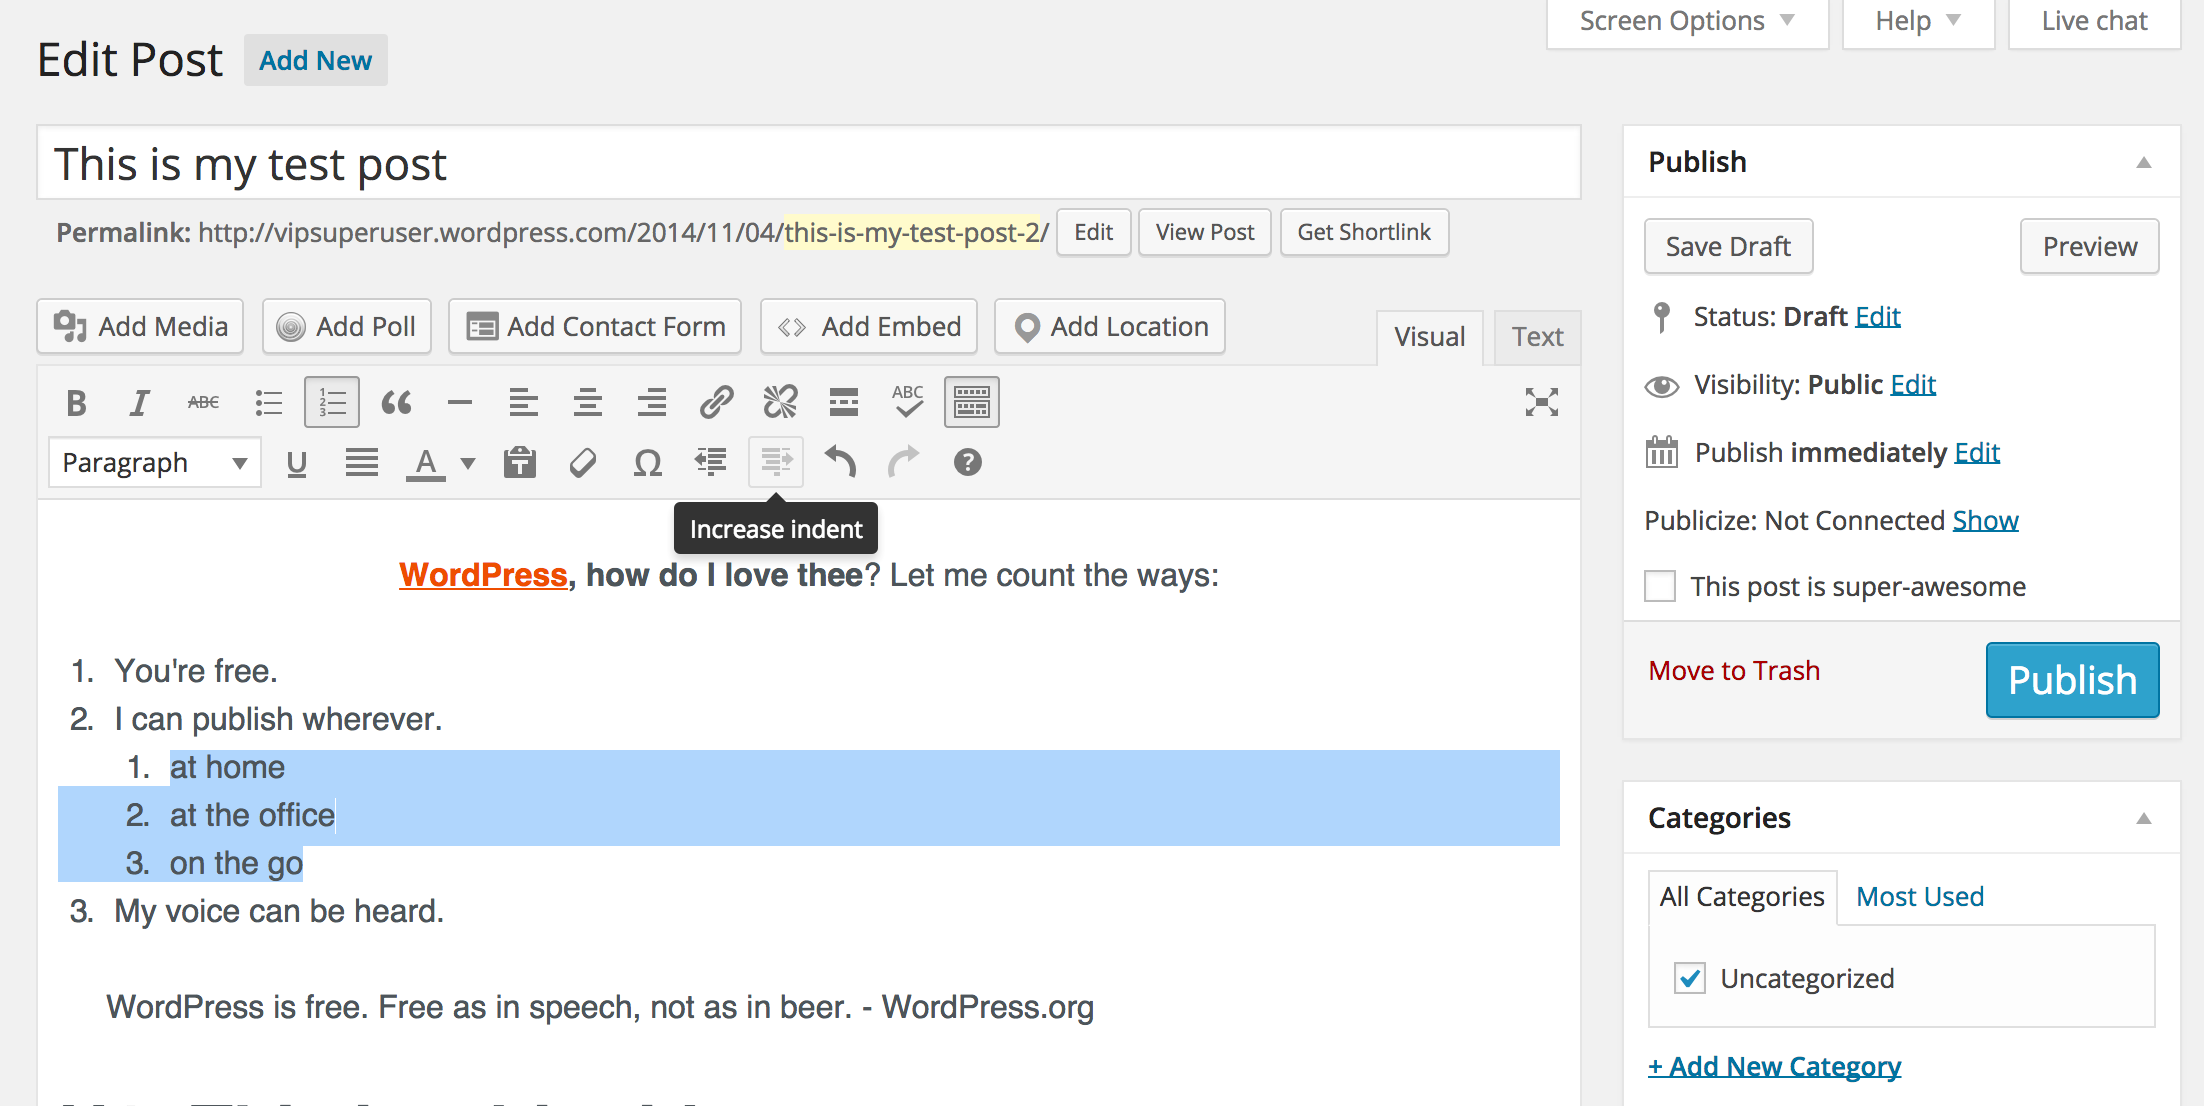 Screen Options Help Live chat
Edit Post Add New
This is my test post
Permalink: http://vipsuperuser.wordpress.com/2014/11/04/this-is-my-test-post-2/ Edit View Post Get Shortlink
Add Media Add Poll Add Contact Form Add Embed Add Location Visual Text
B I ABC ABC
Paragraph U A Ω ?
Increase indent
WordPress, how do I love thee? Let me count the ways:
1. You're free.
2. I can publish wherever.
1. at home
2. at the office
3. on the go
3. My voice can be heard.
WordPress is free. Free as in speech, not as in beer. - WordPress.org
Publish
Save Draft Preview
Status: Draft Edit
Visibility: Public Edit
Publish immediately Edit
Publicize: Not Connected Show
This post is super-awesome
Move to Trash Publish
Categories
All Categories Most Used
Uncategorized
+ Add New Category